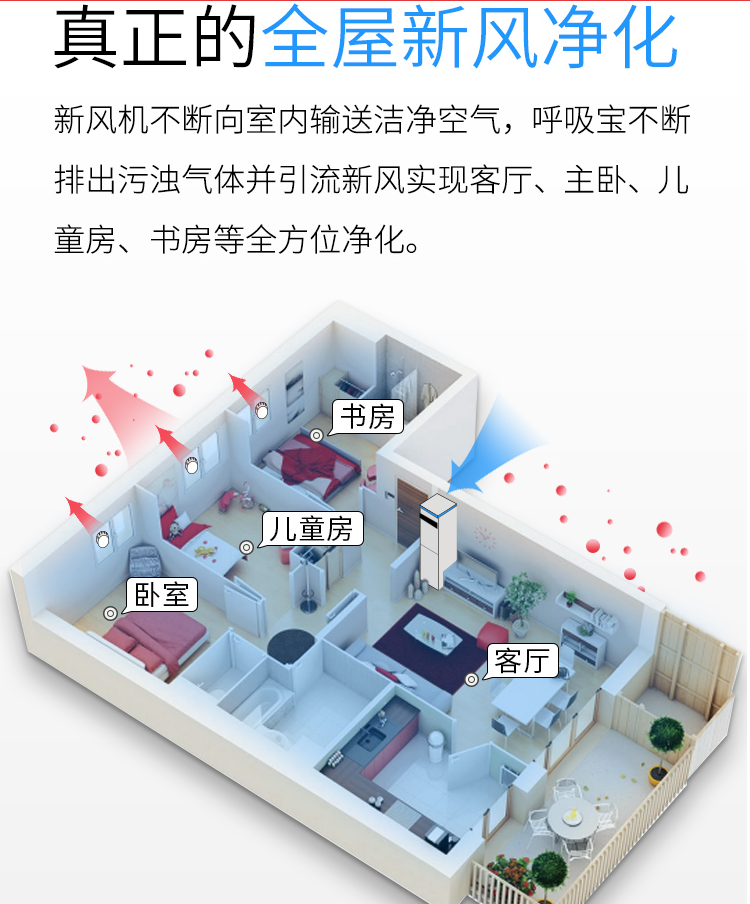 真正的全屋新风净化
新风机不断向室内输送洁净空气，呼吸宝不断
排出污浊气体并引流新风实现客厅、主卧、儿
童房、书房等全方位净化。
书房
儿童房
卧室
客厅